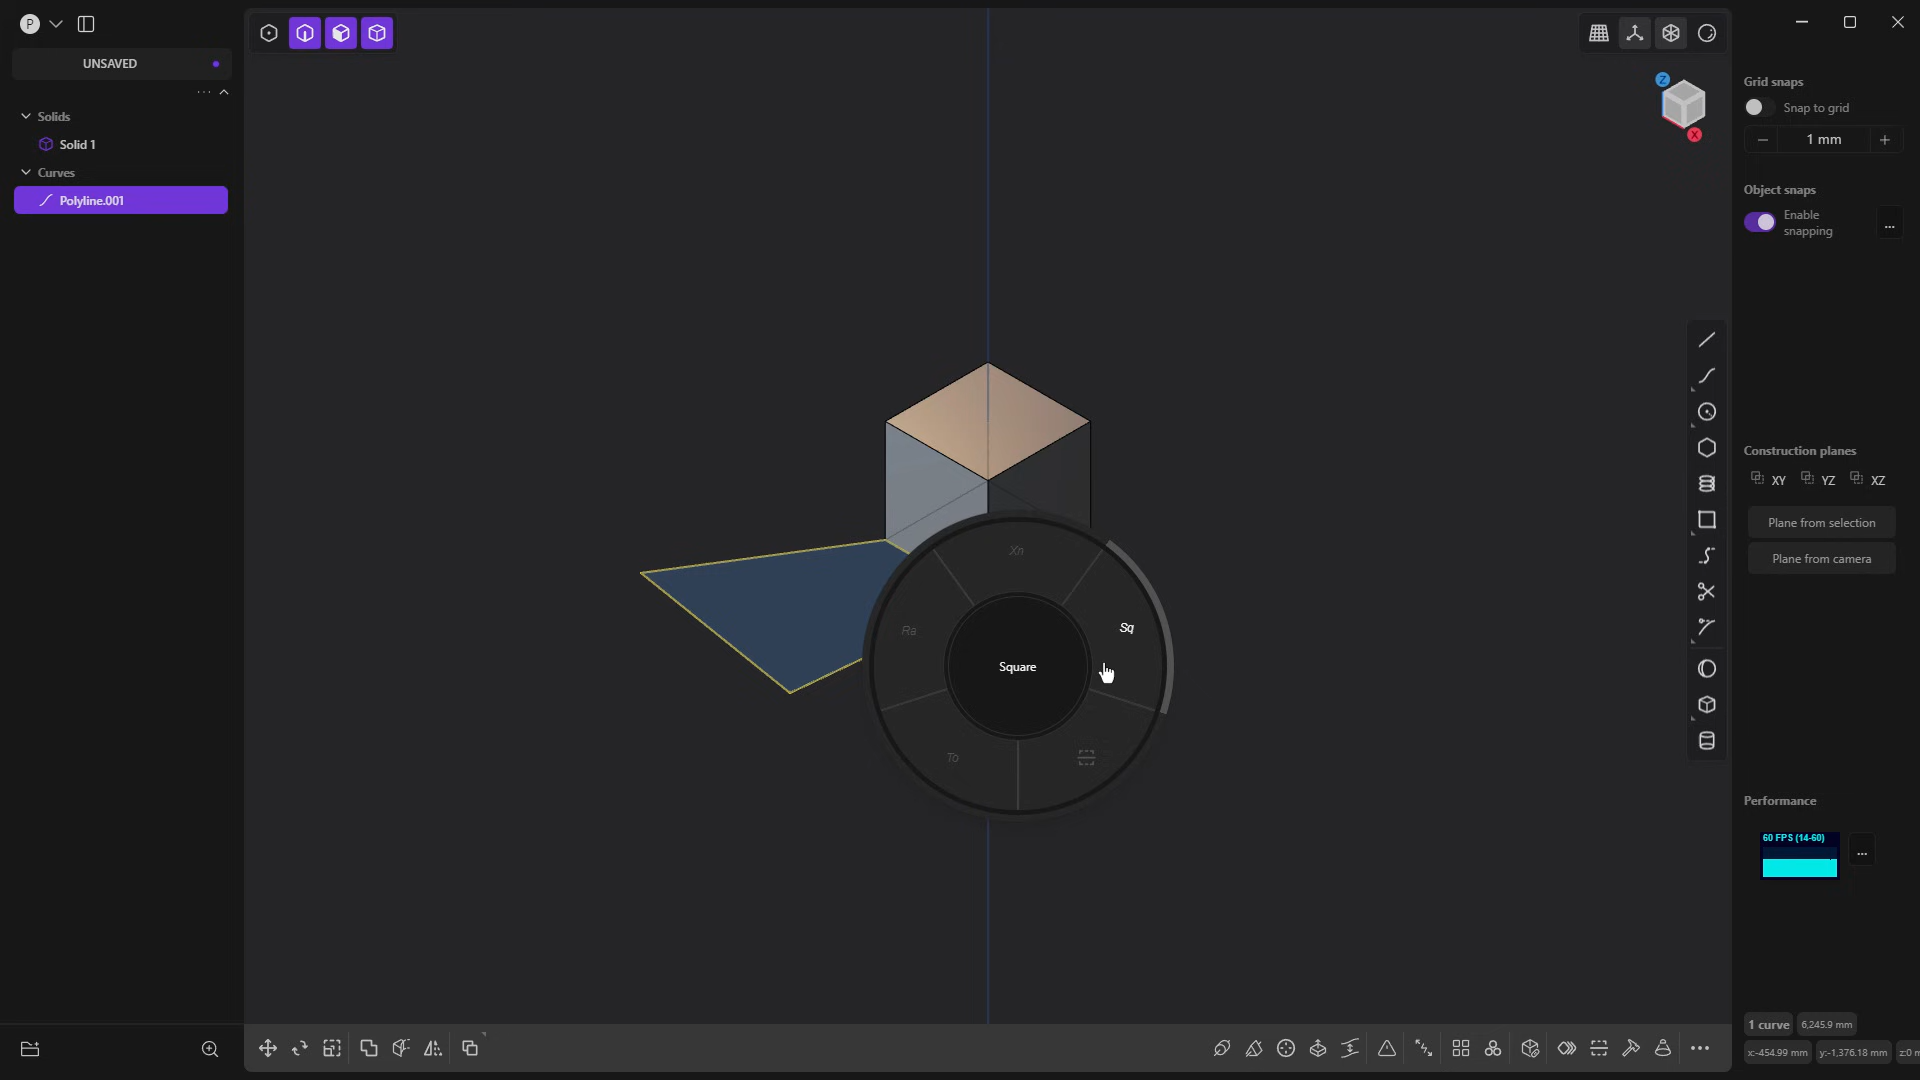 P
UNSAVED
Solids
Solid 1
Curves
Polyline.001
Z
X
Grid snaps
Snap to grid
1 mm
Object snaps
Enable
snapping
...
Construction planes
XY YZ XZ
Plane from selection
Plane from camera
Xn
Ra
Sq
Square
To
Performance
60 FPS (14-60)
...
1 curve 6,245.9 mm
x:-454.99 mm y:-1,376.18 mm z:0 m